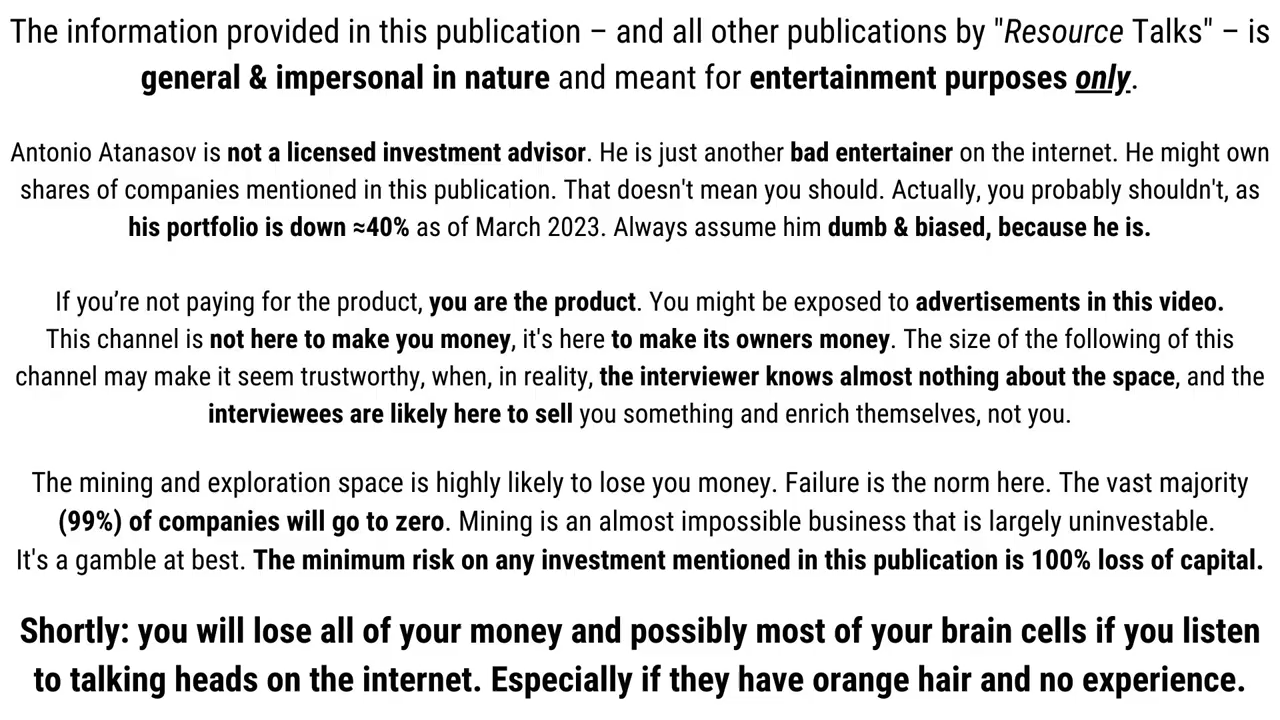 The information provided in this publication – and all other publications by "Resource Talks" – is
general & impersonal in nature and meant for entertainment purposes only.
Antonio Atanasov is not a licensed investment advisor. He is just another bad entertainer on the internet. He might own
shares of companies mentioned in this publication. That doesn't mean you should. Actually, you probably shouldn't, as
his portfolio is down ≈40% as of March 2023. Always assume him dumb & biased, because he is.
If you’re not paying for the product, you are the product. You might be exposed to advertisements in this video.
This channel is not here to make you money, it's here to make its owners money. The size of the following of this
channel may make it seem trustworthy, when, in reality, the interviewer knows almost nothing about the space, and the
interviewees are likely here to sell you something and enrich themselves, not you.
The mining and exploration space is highly likely to lose you money. Failure is the norm here. The vast majority
(99%) of companies will go to zero. Mining is an almost impossible business that is largely uninvestable.
It's a gamble at best. The minimum risk on any investment mentioned in this publication is 100% loss of capital.
Shortly: you will lose all of your money and possibly most of your brain cells if you listen
to talking heads on the internet. Especially if they have orange hair and no experience.